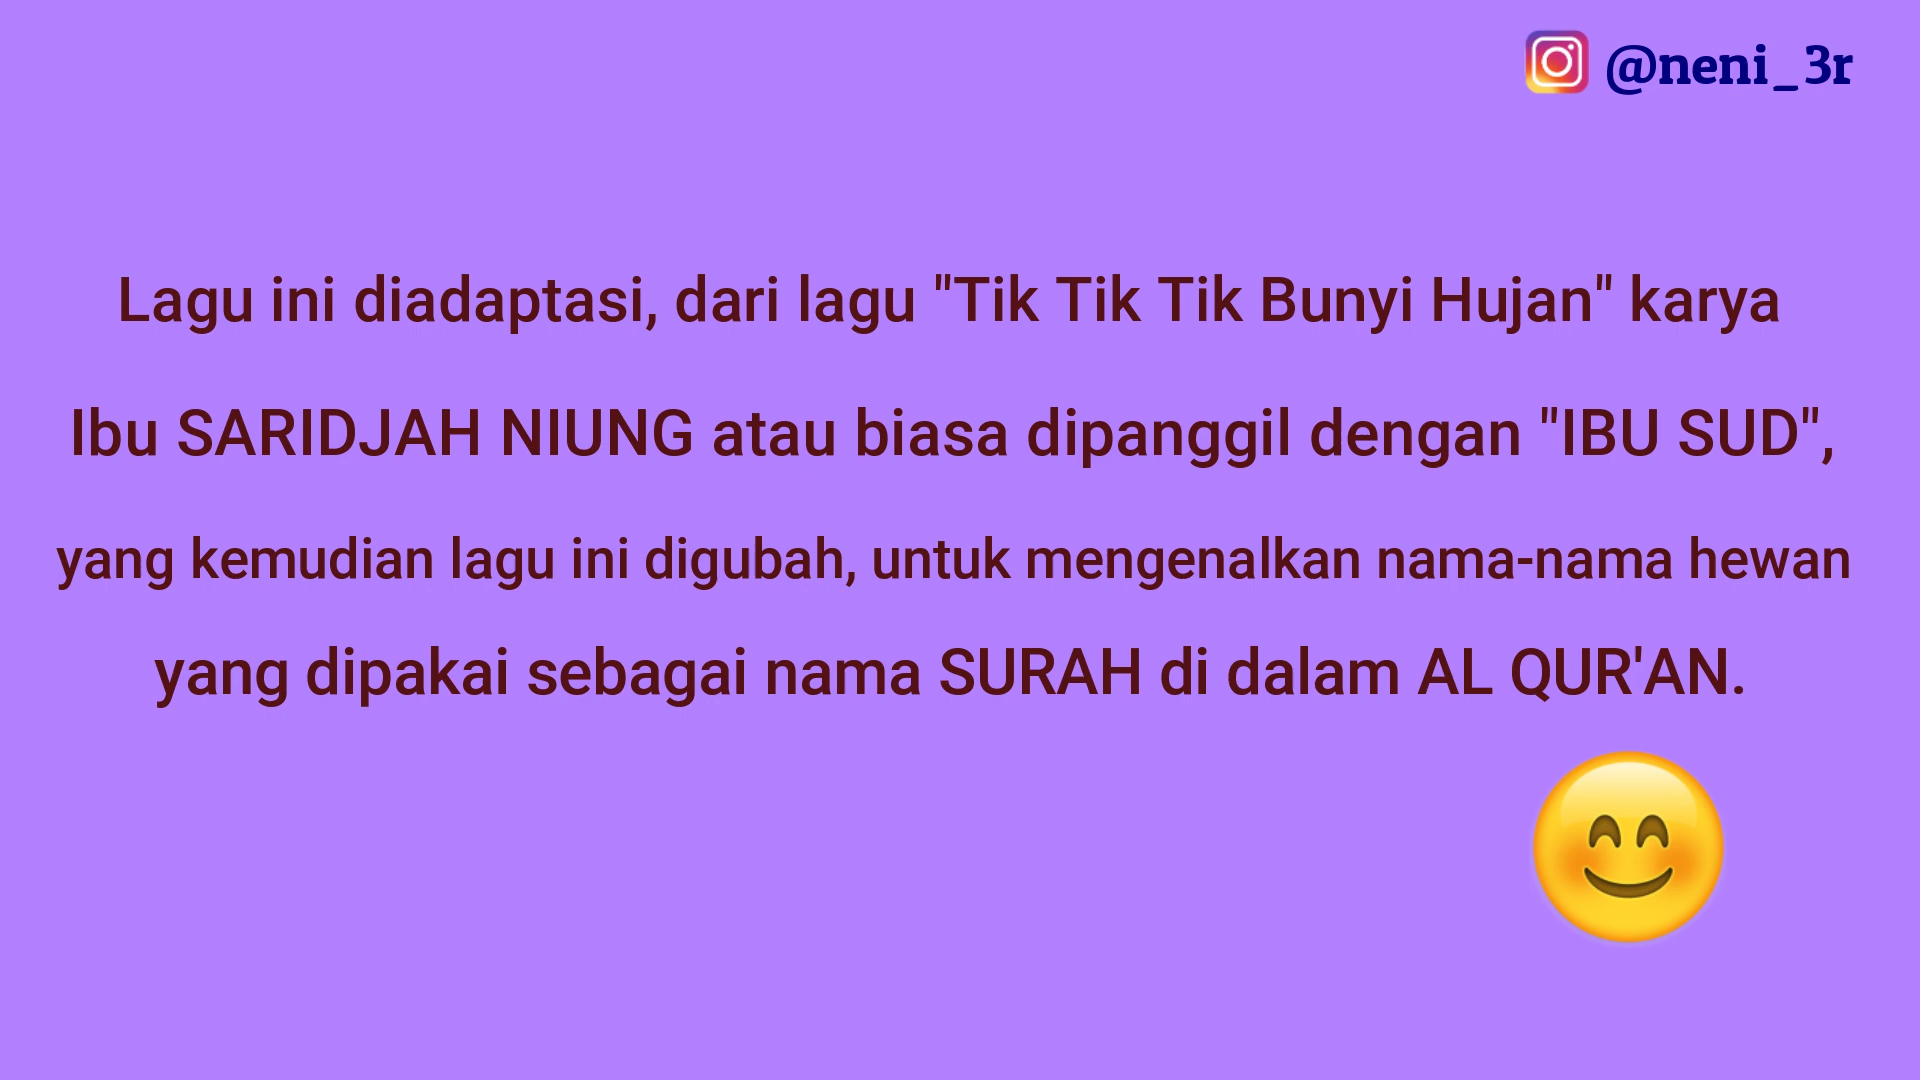 @neni_3r
Lagu ini diadaptasi, dari lagu "Tik Tik Tik Bunyi Hujan" karya
Ibu SARIDJAH NIUNG atau biasa dipanggil dengan "IBU SUD",
yang kemudian lagu ini digubah, untuk mengenalkan nama-nama hewan
yang dipakai sebagai nama SURAH di dalam AL QUR'AN.